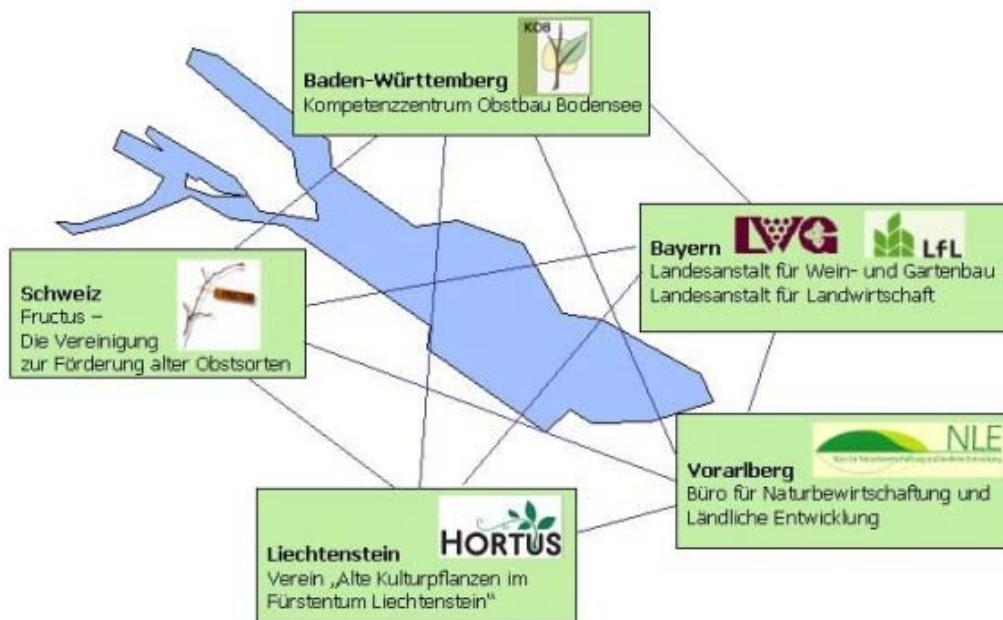 KOB
Baden-Württemberg
Kompetenzzentrum Obstbau Bodensee
LWG
LfL
Bayern
Landesanstalt für Wein- und Gartenbau
Landesanstalt für Landwirtschaft
Schweiz
Fructus –
Die Vereinigung
zur Förderung alter Obstsorten
NLE
Vorarlberg
Büro für Naturbewirtschaftung und
Ländliche Entwicklung
HORTUS
Liechtenstein
Verein „Alte Kulturpflanzen im
Fürstentum Liechtenstein“